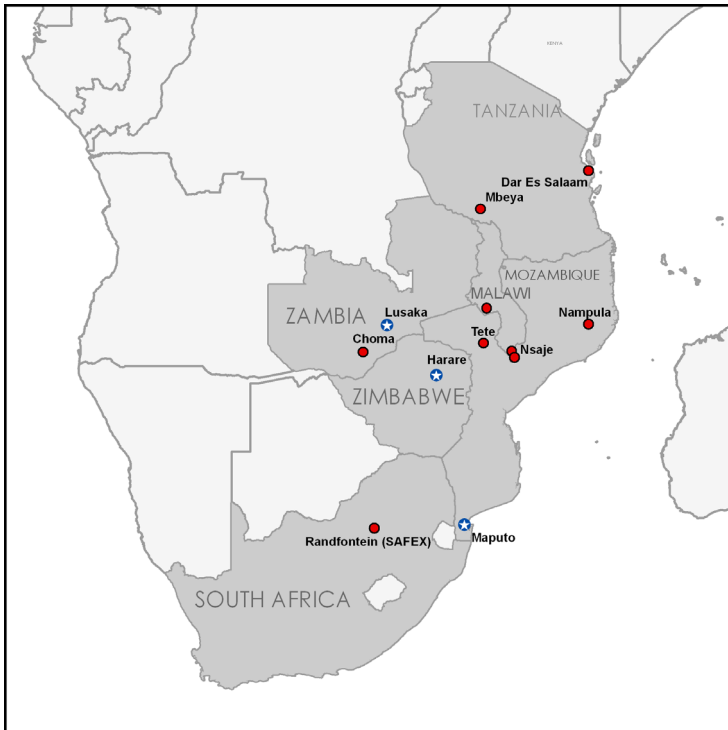 KENYA
TANZANIA
Dar Es Salaam
Mbeya
MOZAMBIQUE
MALAWI
ZAMBIA
Lusaka
Nampula
Choma
Tete
Nsaje
Harare
ZIMBABWE
Randfontein (SAFEX)
Maputo
SOUTH AFRICA